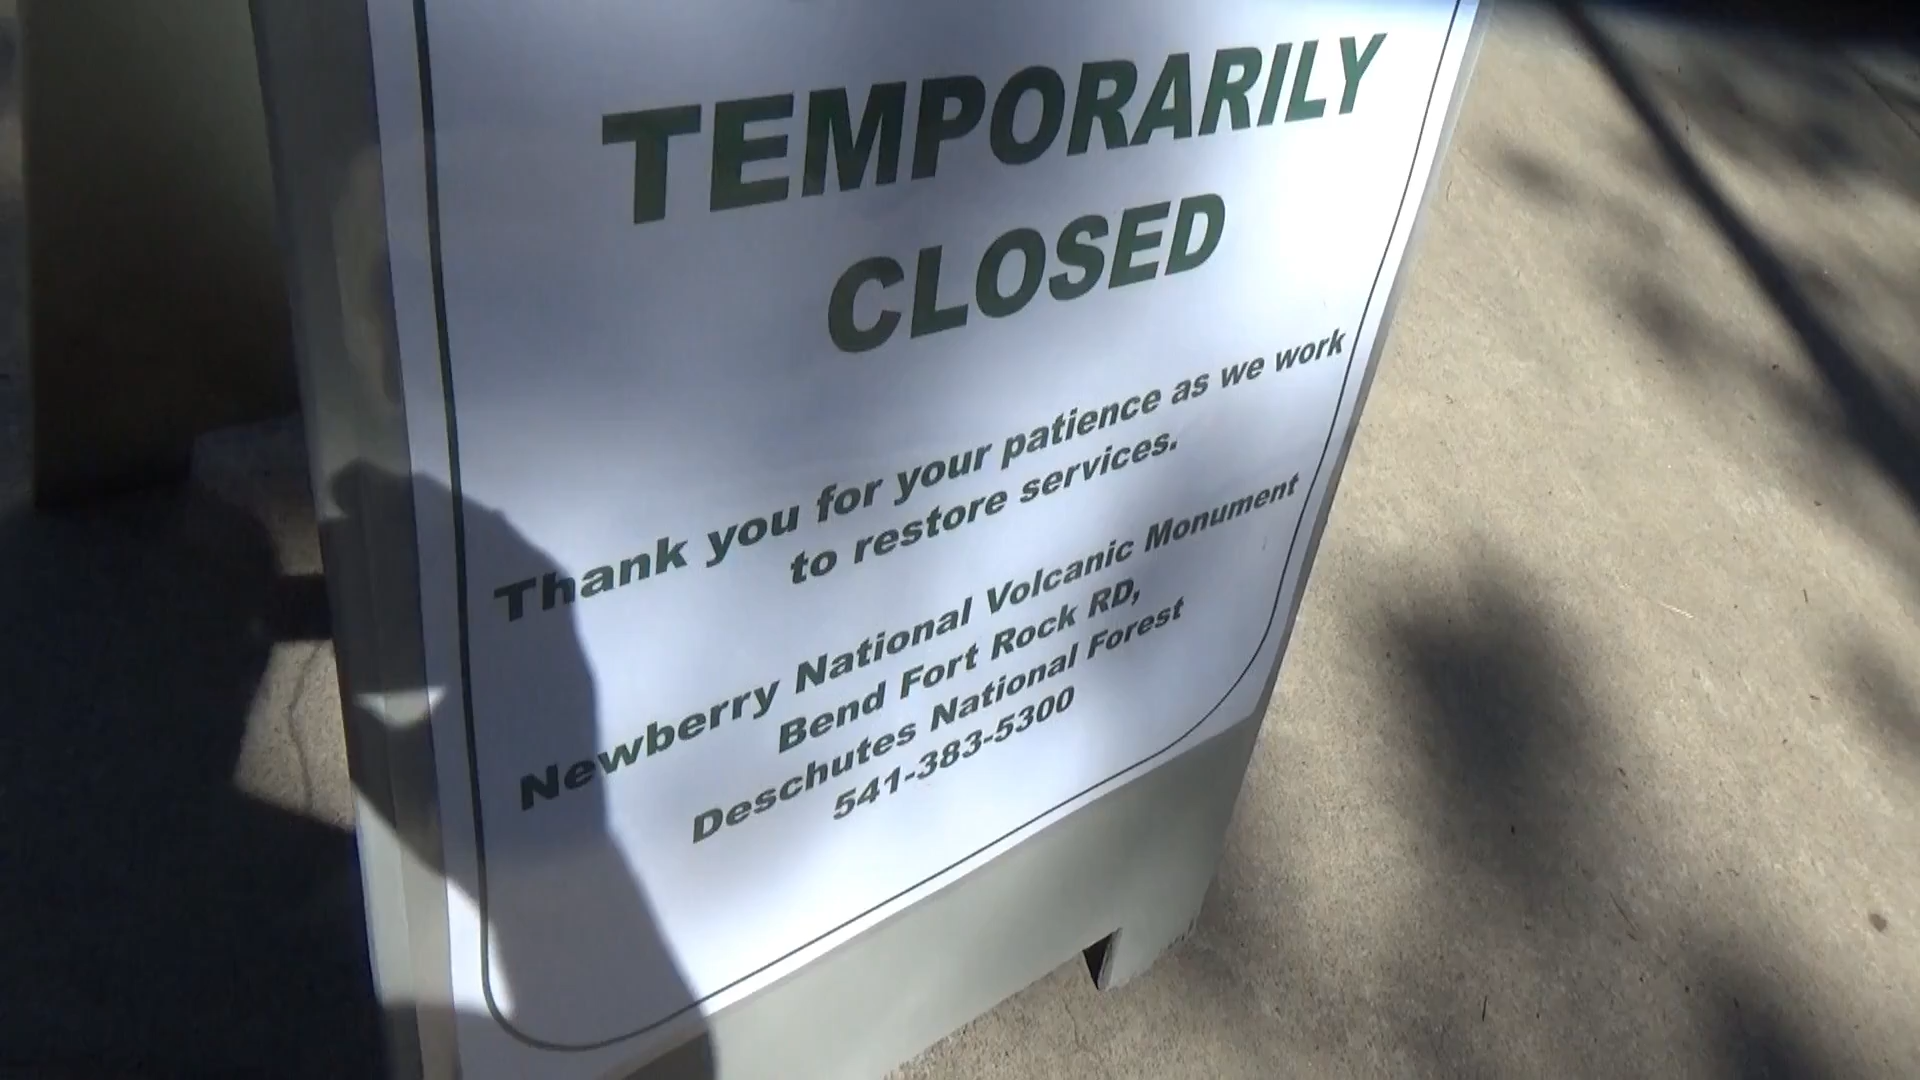 TEMPORARILY
CLOSED
Thank you for your patience as we work
to restore services.
Newberry National Volcanic Monument
Bend Fort Rock RD,
Deschutes National Forest
541-383-5300